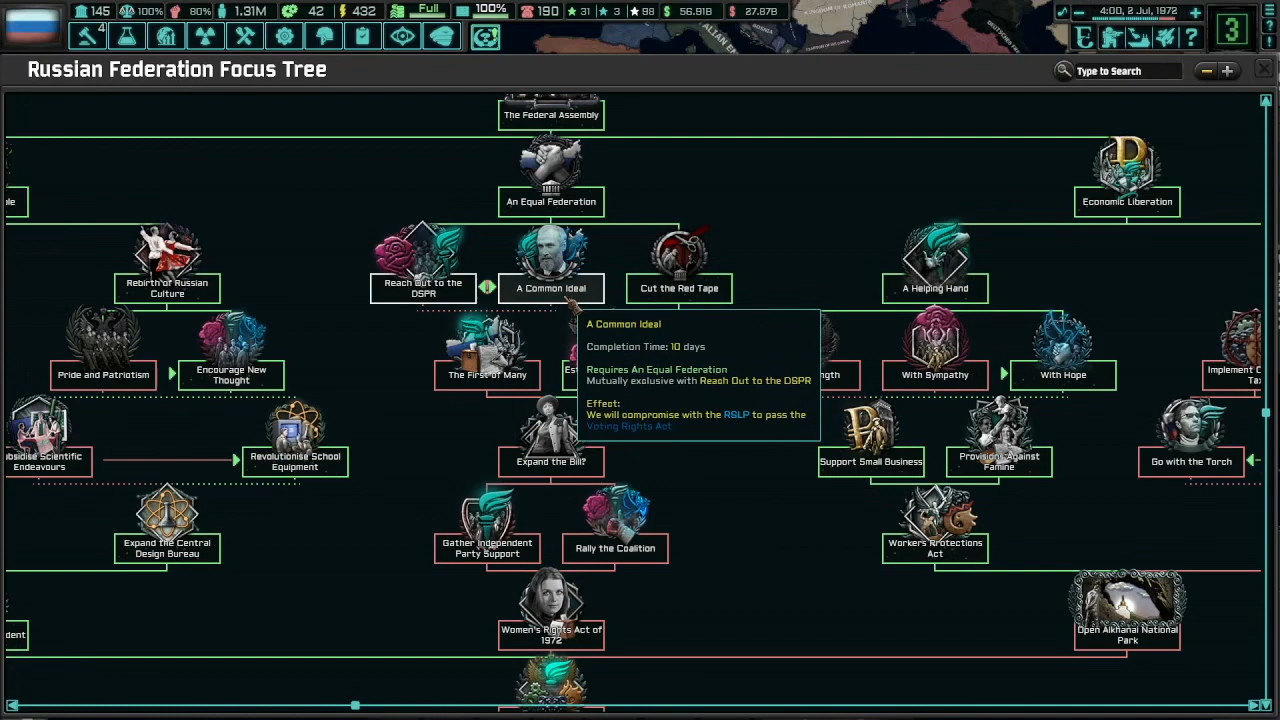 145 100% 80% 1.31M 42 432 Full 100% 190 31 3 98 $ 56.81B $ 27.87B 4:00, 2 Jul, 1972 3
4
Russian Federation Focus Tree
Type to Search
The Federal Assembly
An Equal Federation
Economic Liberation
Rebirth of Russian
Culture
Reach Out to the
DSPR
A Common Ideal
Cut the Red Tape
A Helping Hand
A Common Ideal
Completion Time: 10 days
Requires An Equal Federation
Mutually exclusive with Reach Out to the DSPR
Effect:
We will compromise with the RSLP to pass the
Voting Rights Act
Pride and Patriotism
Encourage New
Thought
The First of Many
With Sympathy
With Hope
Subsidise Scientific
Endeavours
Revolutionise School
Equipment
Expand the Bill?
Support Small Business
Provisions Against
Famine
Go with the Torch
Expand the Central
Design Bureau
Gather Independent
Party Support
Rally the Coalition
Workers Protections
Act
Women's Rights Act of
1972
Open Alkhanai National
Park